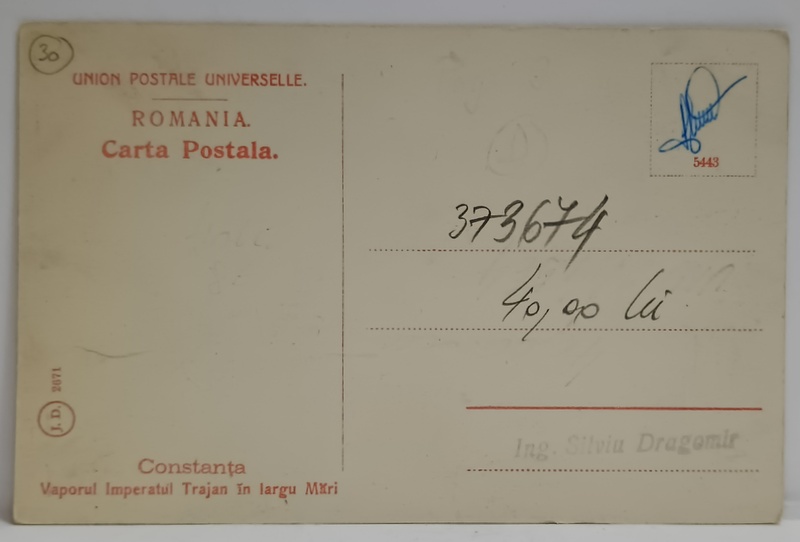 30
UNION POSTALE UNIVERSELLE.
ROMANIA.
Carta Postala.
5443
373674
40,00 lei
J. D. 2671
Ing. Silviu Dragomir
Constanța
Vaporul Imperatul Trajan în largu Mări